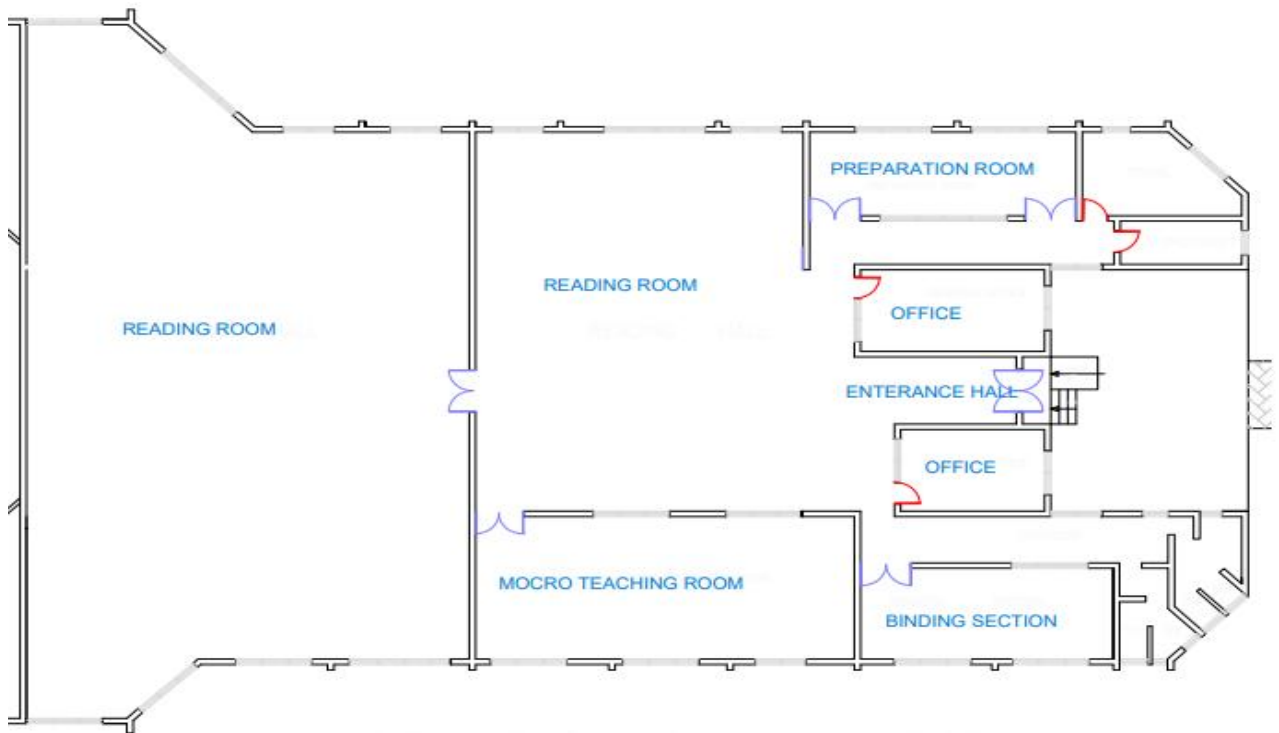 PREPARATION ROOM
READING ROOM
OFFICE
READING ROOM
ENTERANCE HALL
OFFICE
MOCRO TEACHING ROOM
BINDING SECTION